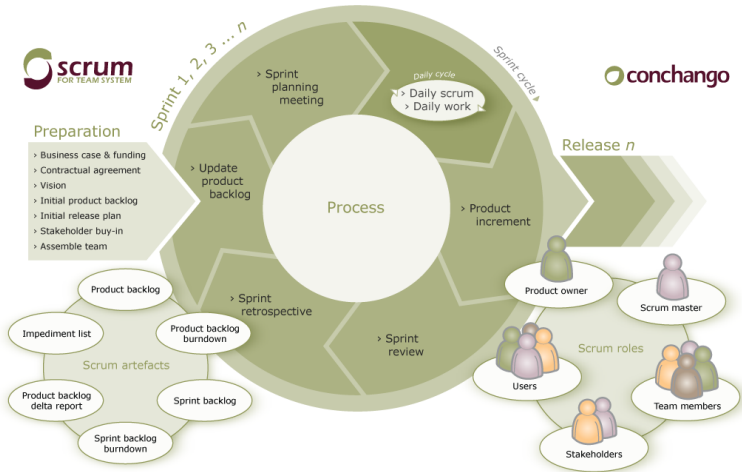 scrum
FOR TEAM SYSTEM
conchango
Sprint 1, 2, 3 ... n
Sprint cycle
Preparation
› Business case & funding
› Contractual agreement
› Vision
› Initial product backlog
› Initial release plan
› Stakeholder buy-in
› Assemble team
› Sprint
planning
meeting
Daily cycle
› Daily scrum
› Daily work
› Update
product
backlog
Process
› Product
increment
› Sprint
retrospective
› Sprint
review
Release n
Scrum artefacts
Product backlog
Product backlog
burndown
Sprint backlog
Sprint backlog
burndown
Product backlog
delta report
Impediment list
Scrum roles
Product owner
Scrum master
Team members
Stakeholders
Users